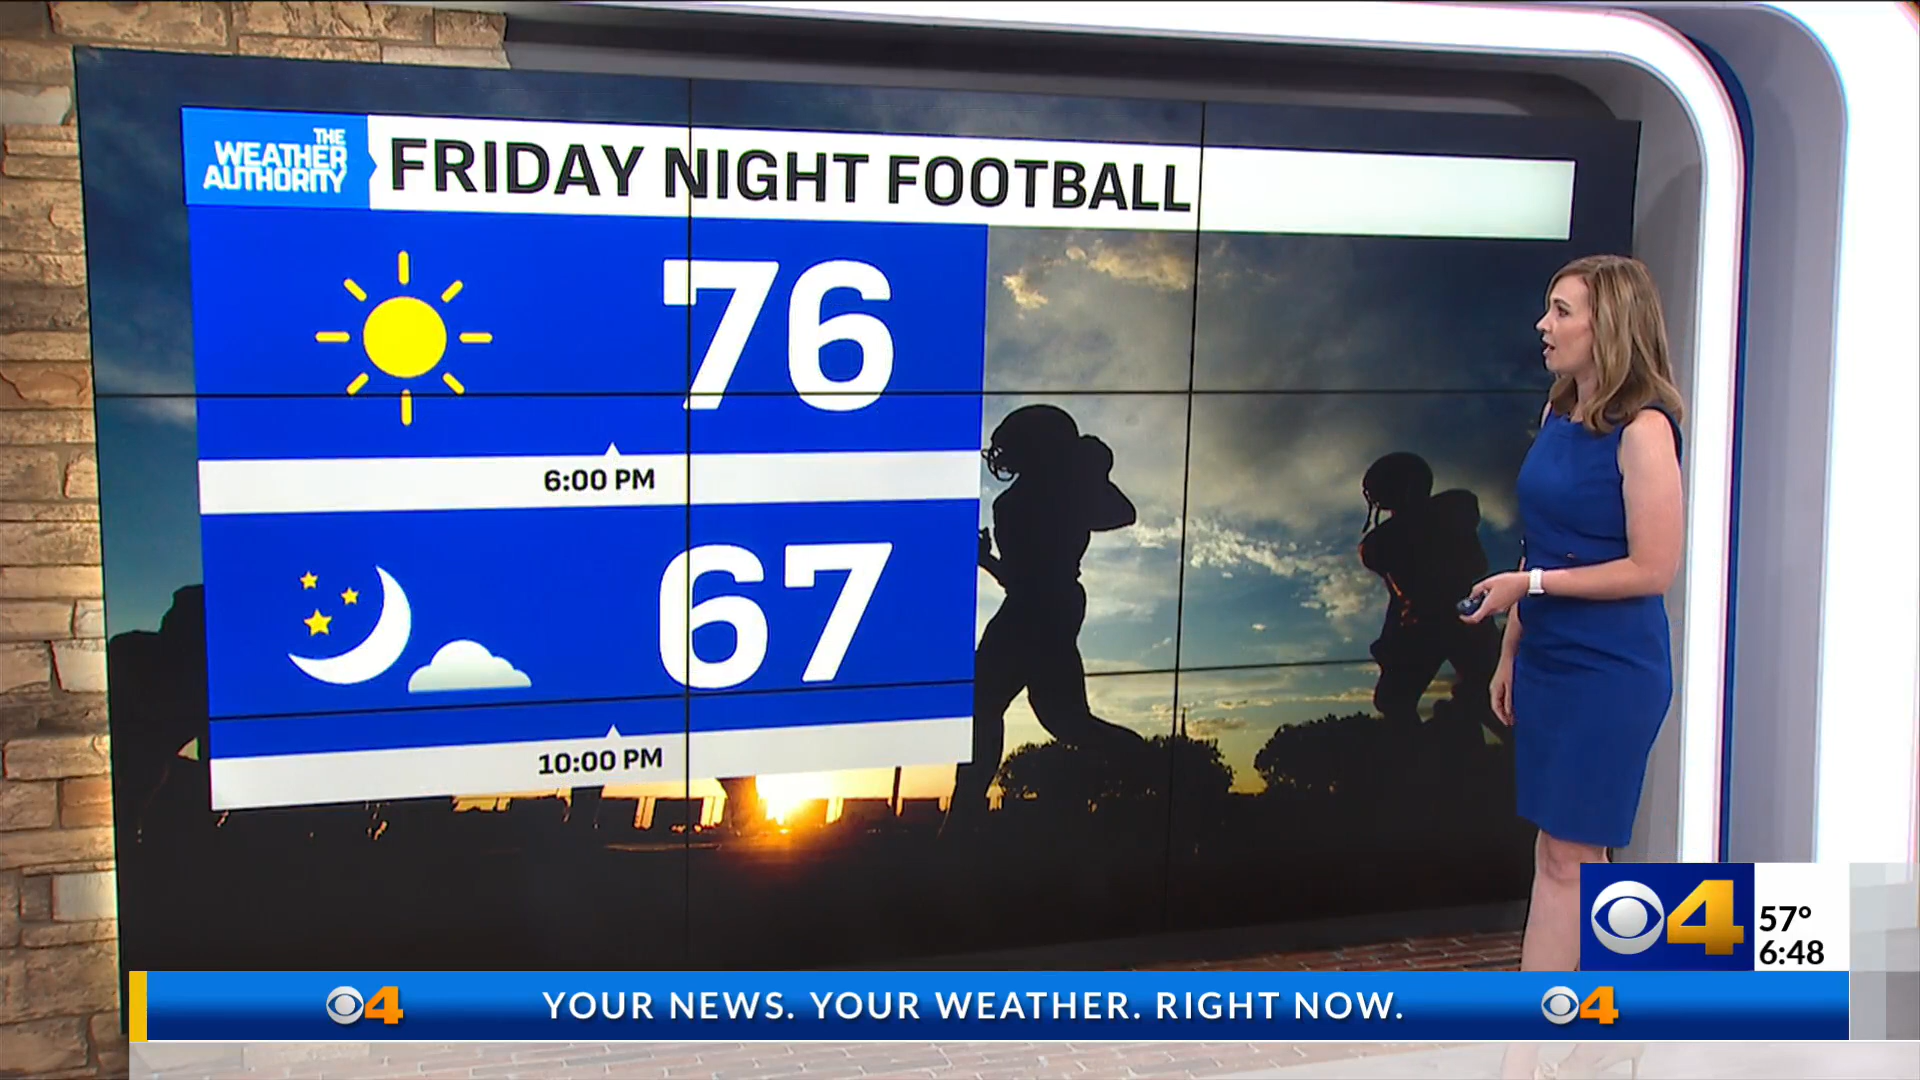 THE
WEATHER
AUTHORITY
FRIDAY NIGHT FOOTBALL
76
6:00 PM
67
10:00 PM
4
57°
6:48
4 YOUR NEWS. YOUR WEATHER. RIGHT NOW. 4